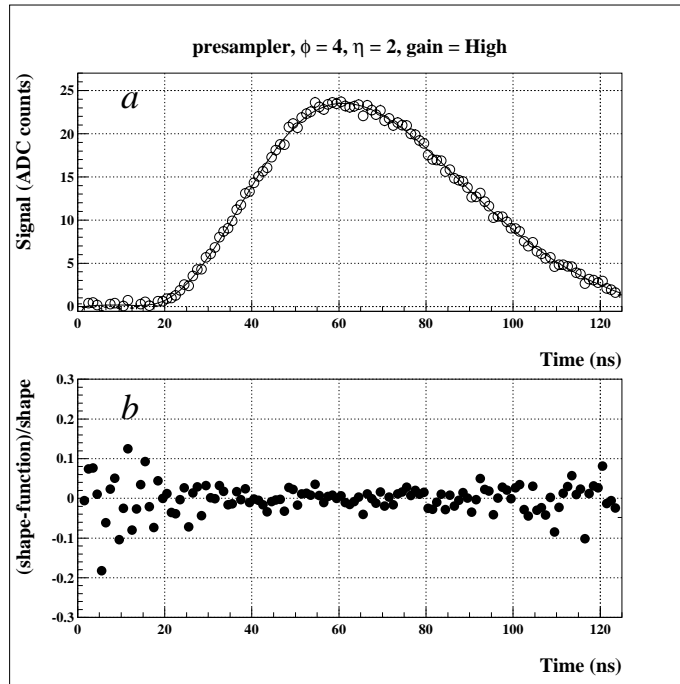 presampler, ϕ = 4, η = 2, gain = High
Signal (ADC counts)
a
25
20
15
10
5
0
0 20 40 60 80 100 120
Time (ns)
(shape-function)/shape
b
0.3
0.2
0.1
0
-0.1
-0.2
-0.3
0 20 40 60 80 100 120
Time (ns)